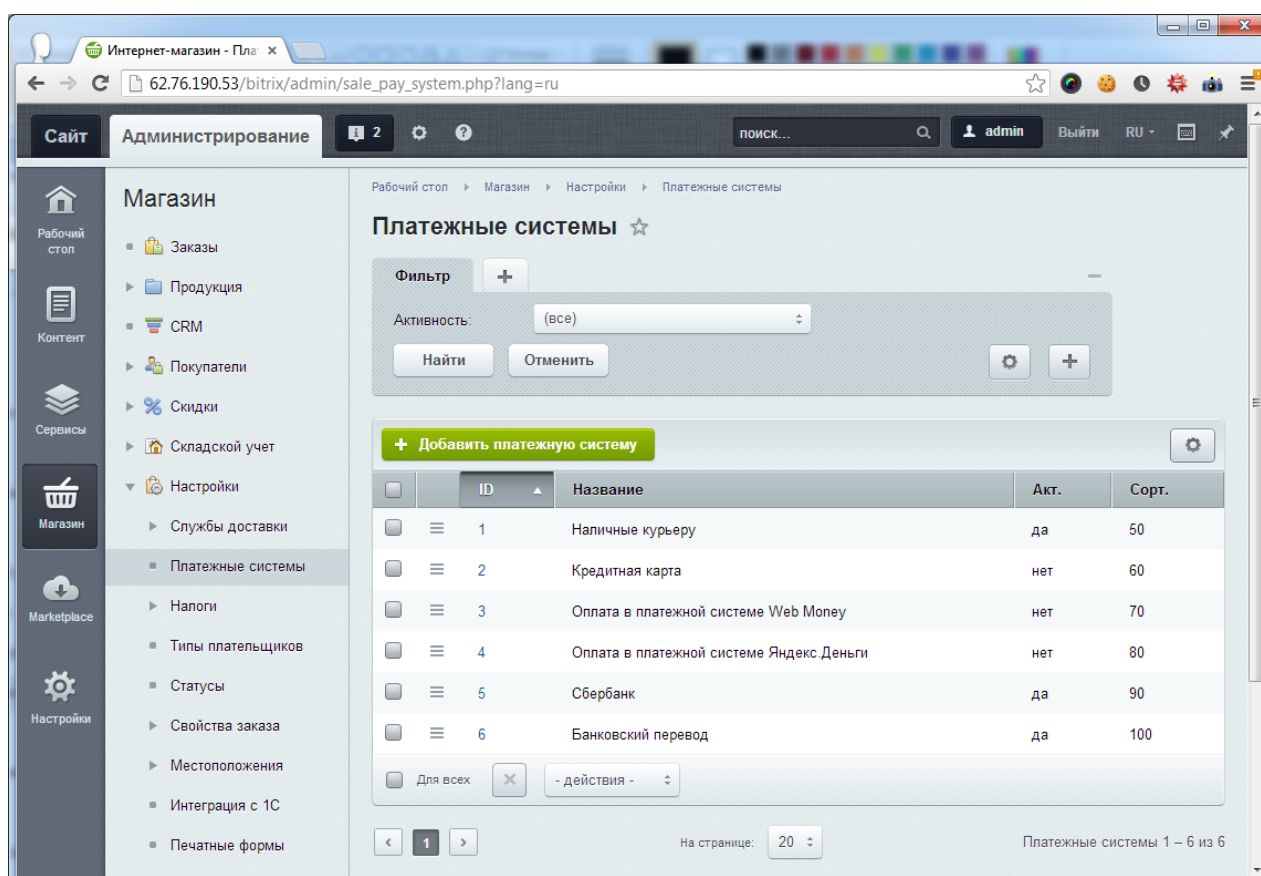 Интернет-магазин - Пла
62.76.190.53/bitrix/admin/sale_pay_system.php?lang=ru
Сайт
Администрирование
2
поиск...
admin
Выйти
RU
Рабочий стол
Контент
Сервисы
Магазин
Marketplace
Настройки
Магазин
Заказы
Продукция
CRM
Покупатели
Скидки
Складской учет
Настройки
Службы доставки
Платежные системы
Налоги
Типы плательщиков
Статусы
Свойства заказа
Местоположения
Интеграция с 1С
Печатные формы
Рабочий стол Магазин Настройки Платежные системы
Платежные системы
Фильтр
Активность: (все)
Найти Отменить
Добавить платежную систему
ID Название Акт. Сорт.
1 Наличные курьеру да 50
2 Кредитная карта нет 60
3 Оплата в платежной системе Web Money нет 70
4 Оплата в платежной системе Яндекс.Деньги нет 80
5 Сбербанк да 90
6 Банковский перевод да 100
Для всех - действия -
1 На странице: 20 Платежные системы 1 – 6 из 6